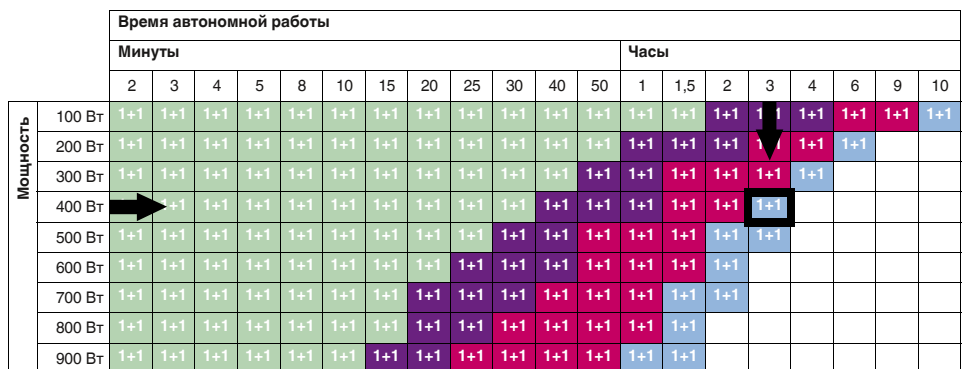 Время автономной работы
Минуты Часы
2 3 4 5 8 10 15 20 25 30 40 50 1 1,5 2 3 4 6 9 10
Мощность
100 Вт 1+1 1+1 1+1 1+1 1+1 1+1 1+1 1+1 1+1 1+1 1+1 1+1 1+1 1+1 1+1 1+1 1+1 1+1 1+1 1+1
200 Вт 1+1 1+1 1+1 1+1 1+1 1+1 1+1 1+1 1+1 1+1 1+1 1+1 1+1 1+1 1+1 1+1 1+1 1+1
300 Вт 1+1 1+1 1+1 1+1 1+1 1+1 1+1 1+1 1+1 1+1 1+1 1+1 1+1 1+1 1+1 1+1 1+1
400 Вт +1 1+1 1+1 1+1 1+1 1+1 1+1 1+1 1+1 1+1 1+1 1+1 1+1 1+1 1+1
500 Вт 1+1 1+1 1+1 1+1 1+1 1+1 1+1 1+1 1+1 1+1 1+1 1+1 1+1 1+1 1+1 1+1
600 Вт 1+1 1+1 1+1 1+1 1+1 1+1 1+1 1+1 1+1 1+1 1+1 1+1 1+1 1+1 1+1
700 Вт 1+1 1+1 1+1 1+1 1+1 1+1 1+1 1+1 1+1 1+1 1+1 1+1 1+1 1+1 1+1
800 Вт 1+1 1+1 1+1 1+1 1+1 1+1 1+1 1+1 1+1 1+1 1+1 1+1 1+1 1+1
900 Вт 1+1 1+1 1+1 1+1 1+1 1+1 1+1 1+1 1+1 1+1 1+1 1+1 1+1 1+1